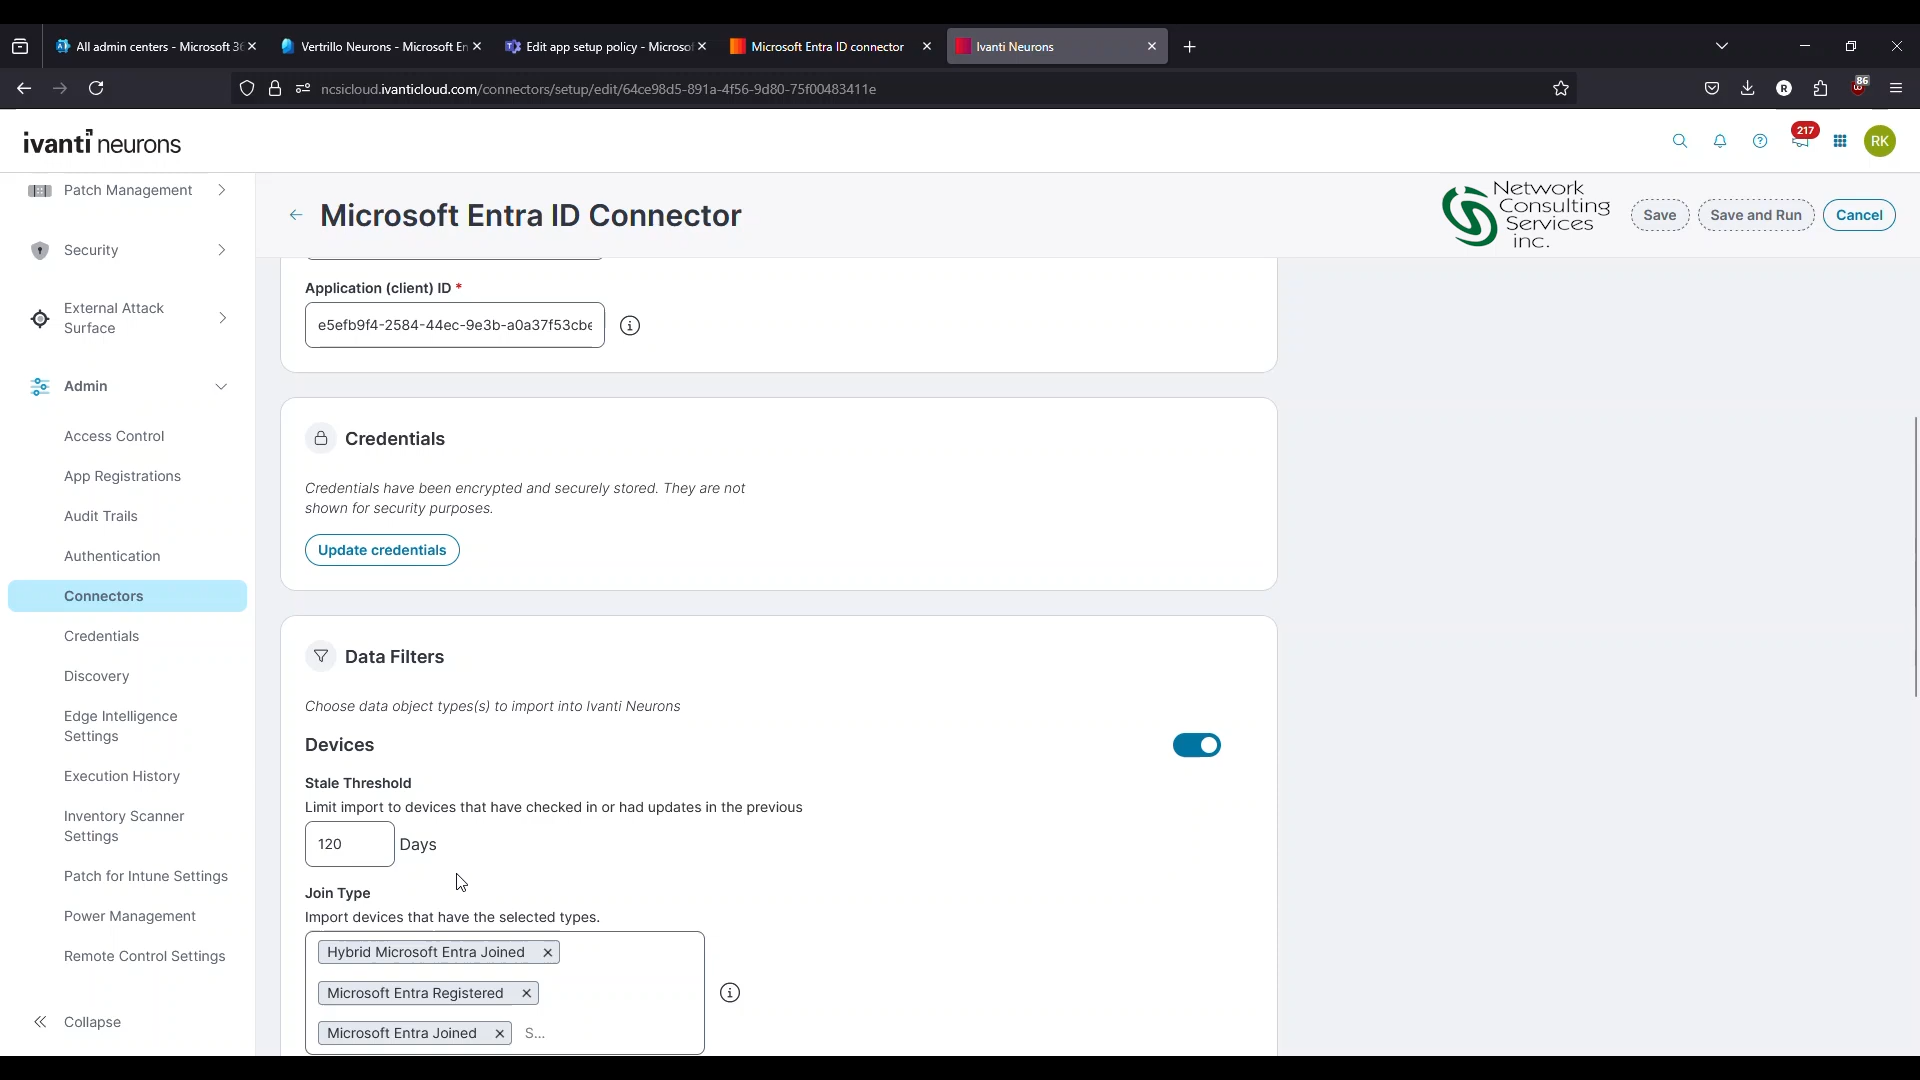 All admin centers - Microsoft 36
Vertrillo Neurons - Microsoft En
Edit app setup policy - Microsof
Microsoft Entra ID connector
Ivanti Neurons
ncsicloud.ivanticloud.com/connectors/setup/edit/64ce98d5-891a-4f56-9d80-75f00483411e
R
86
ivanti neurons
217
RK
Patch Management
Security
External Attack
Surface
Admin
Access Control
App Registrations
Audit Trails
Authentication
Connectors
Credentials
Discovery
Edge Intelligence
Settings
Execution History
Inventory Scanner
Settings
Patch for Intune Settings
Power Management
Remote Control Settings
Collapse
Microsoft Entra ID Connector
Network
Consulting
Services
inc.
Save
Save and Run
Cancel
Application (client) ID *
e5efb9f4-2584-44ec-9e3b-a0a37f53cbe
Credentials
Credentials have been encrypted and securely stored. They are not
shown for security purposes.
Update credentials
Data Filters
Choose data object types(s) to import into Ivanti Neurons
Devices
Stale Threshold
Limit import to devices that have checked in or had updates in the previous
120 Days
Join Type
Import devices that have the selected types.
Hybrid Microsoft Entra Joined
Microsoft Entra Registered
Microsoft Entra Joined S...